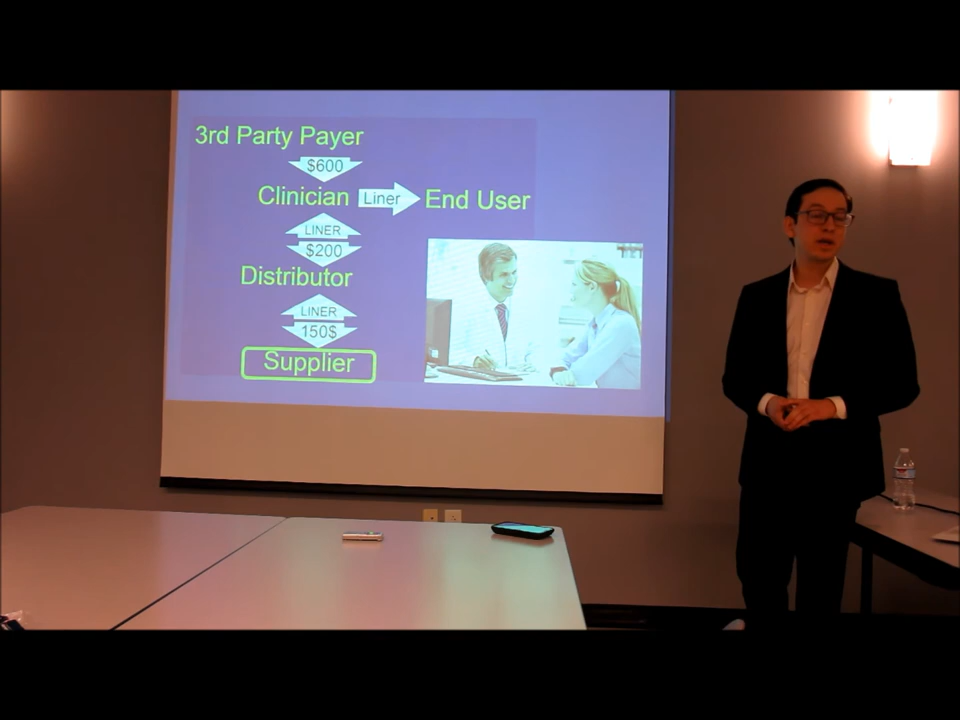 3rd Party Payer
$600
Clinician Liner End User
LINER
$200
Distributor
LINER
150$
Supplier